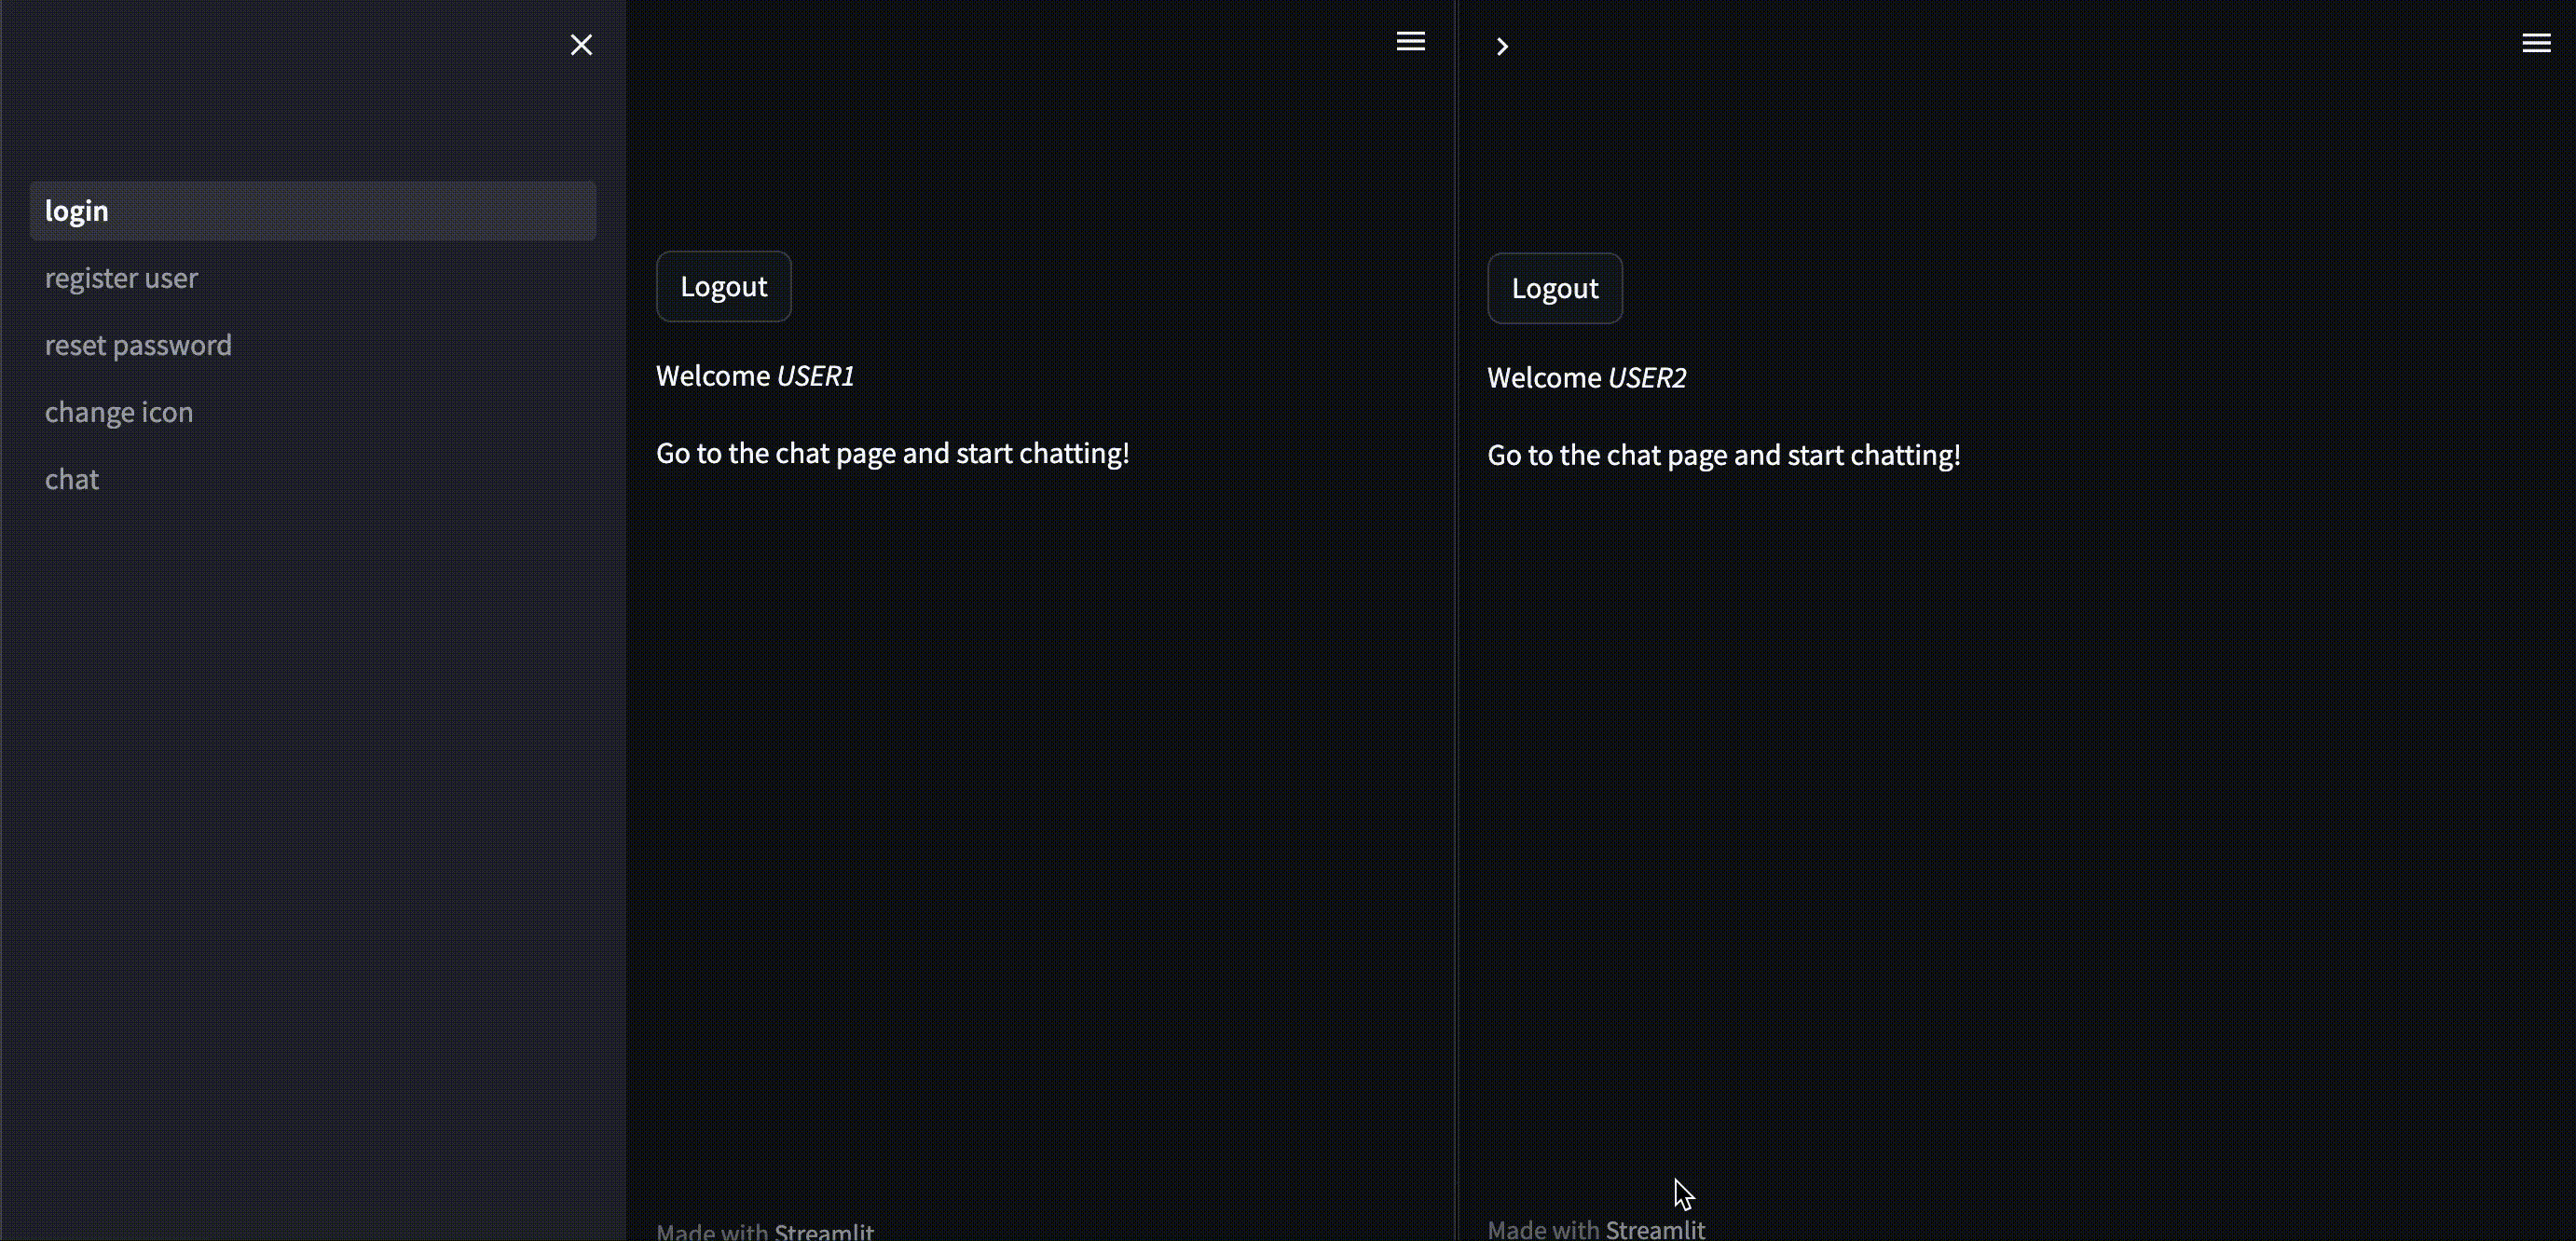 login
register user
reset password
change icon
chat
Logout
Welcome USER1
Go to the chat page and start chatting!
Made with Streamlit
Logout
Welcome USER2
Go to the chat page and start chatting!
Made with Streamlit